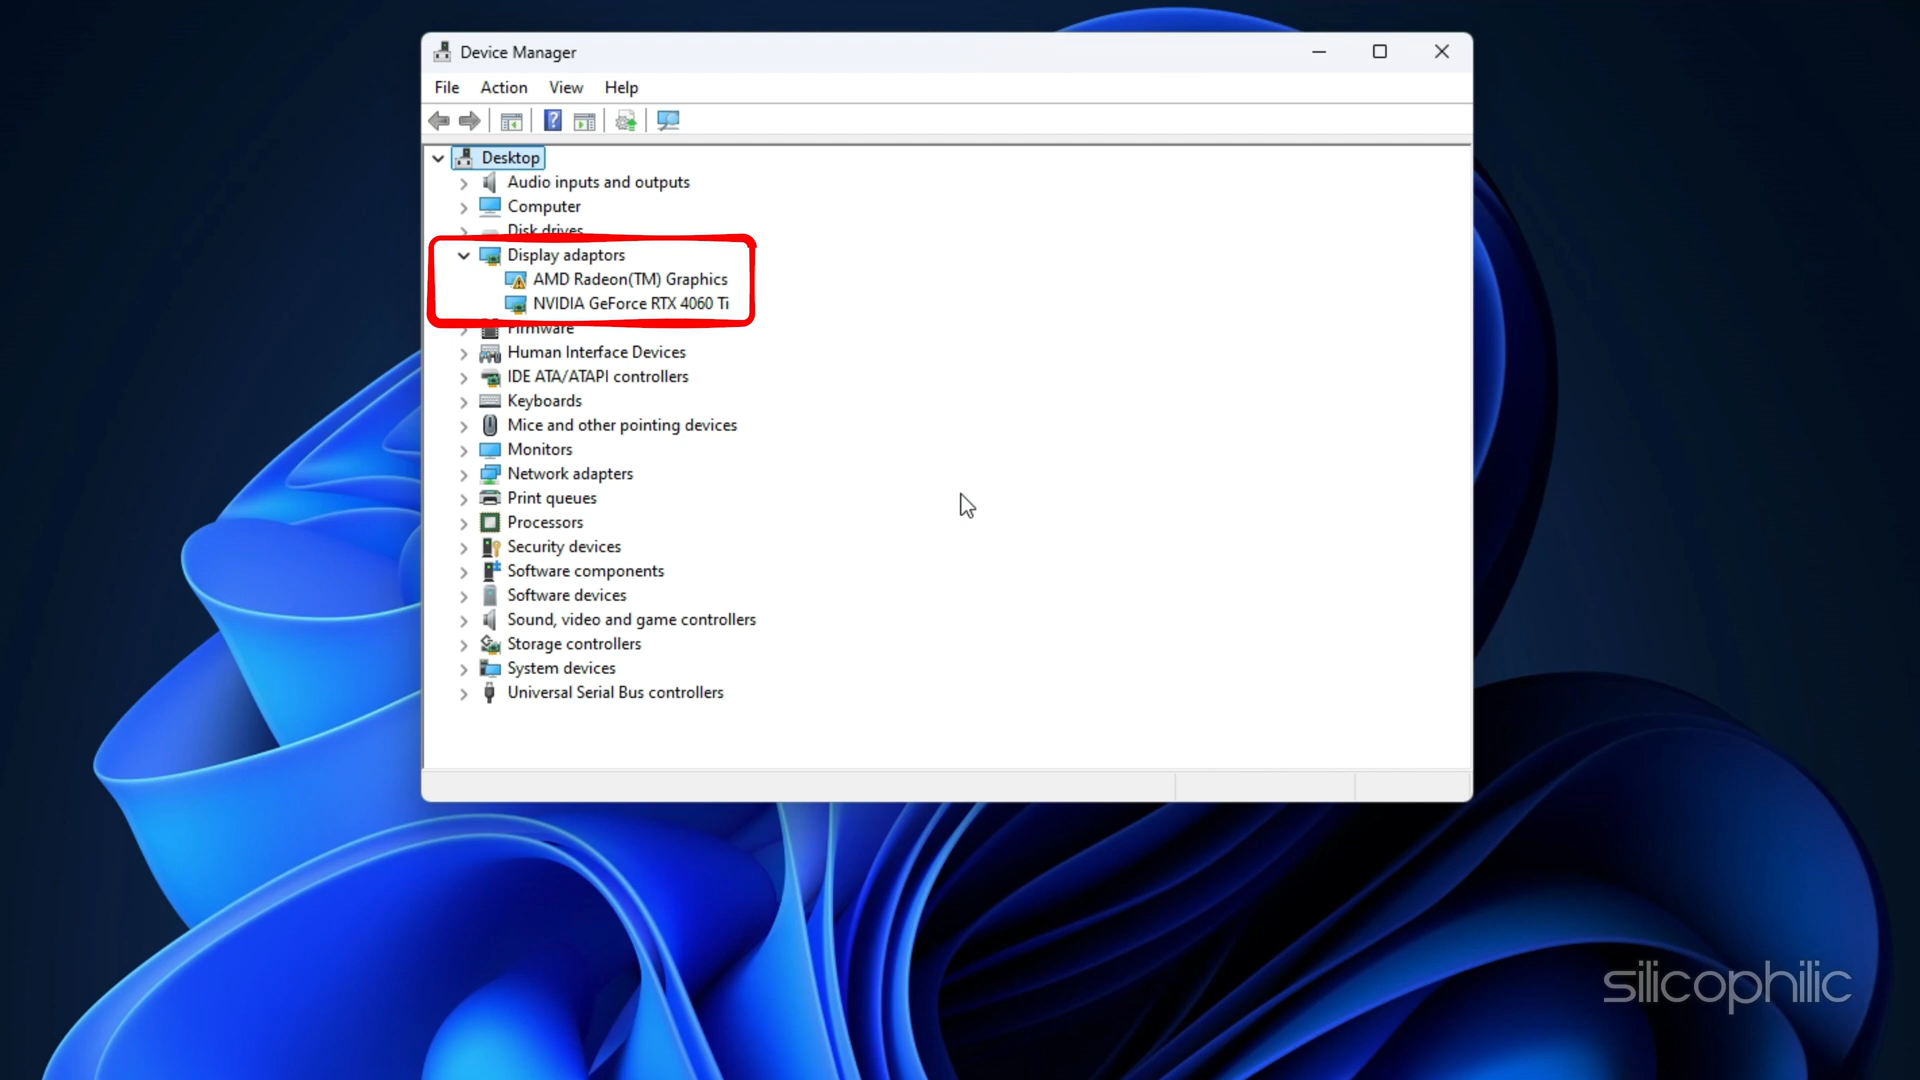 Device Manager
File Action View Help
Desktop
Audio inputs and outputs
Computer
Disk drives
Display adaptors
AMD Radeon(TM) Graphics
NVIDIA GeForce RTX 4060 Ti
Firmware
Human Interface Devices
IDE ATA/ATAPI controllers
Keyboards
Mice and other pointing devices
Monitors
Network adapters
Print queues
Processors
Security devices
Software components
Software devices
Sound, video and game controllers
Storage controllers
System devices
Universal Serial Bus controllers
silicophilic